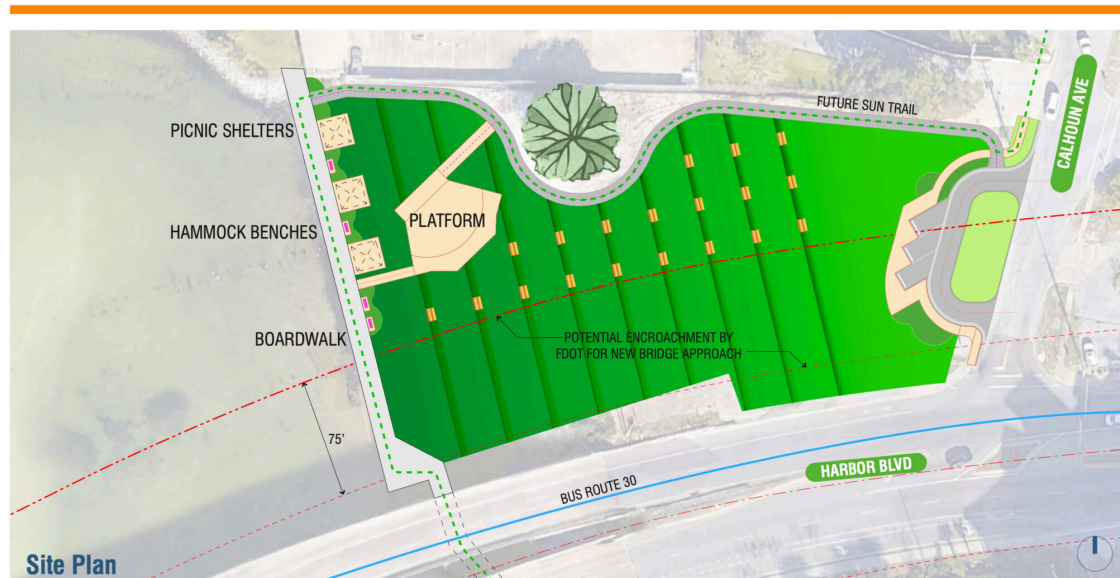 FUTURE SUN TRAIL
CALHOUN AVE
PICNIC SHELTERS
PLATFORM
HAMMOCK BENCHES
BOARDWALK
POTENTIAL ENCROACHMENT BY
FDOT FOR NEW BRIDGE APPROACH
75'
HARBOR BLVD
BUS ROUTE 30
Site Plan